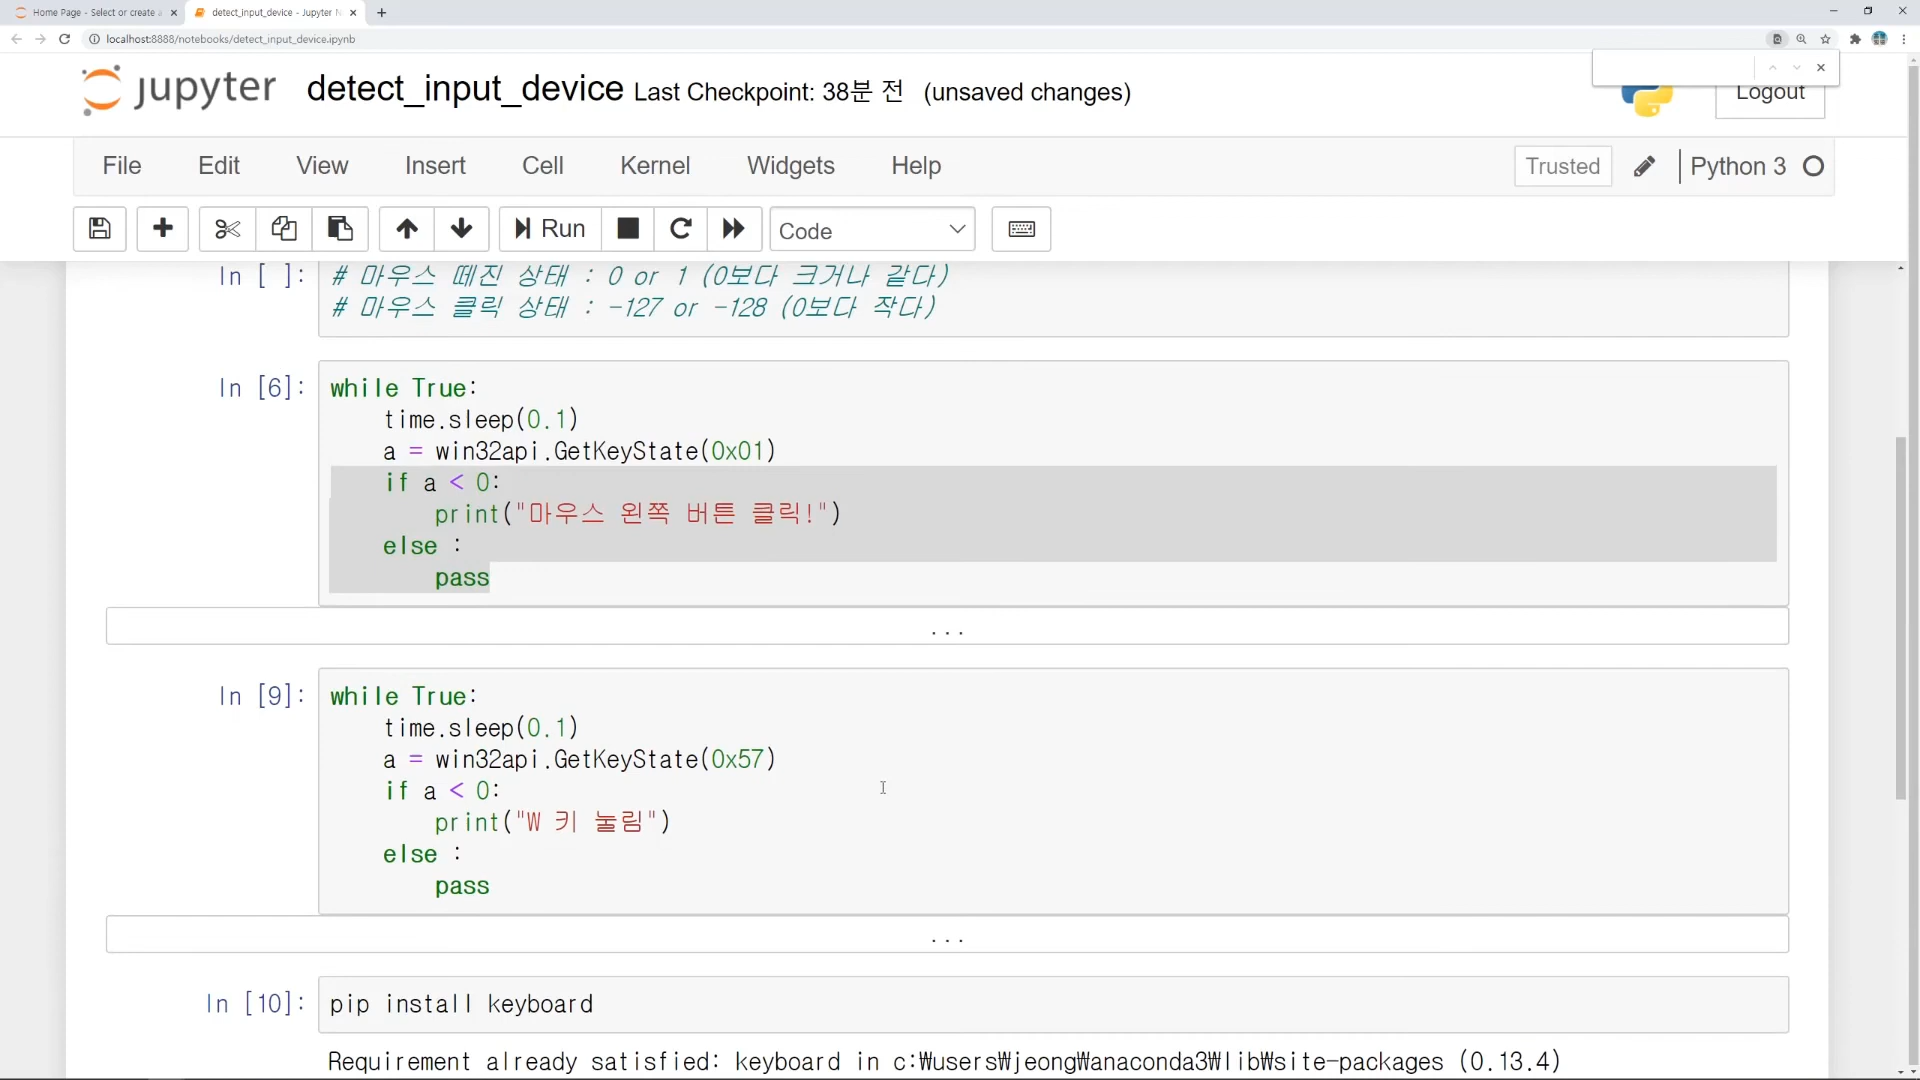 Home Page - Select or create a
detect_input_device - Jupyter N
localhost:8888/notebooks/detect_input_device.ipynb
jupyter detect_input_device Last Checkpoint: 38분 전 (unsaved changes)
Logout
File Edit View Insert Cell Kernel Widgets Help Trusted Python 3
Run Code
In [ ]: # 마우스 떼진 상태 : 0 or 1 (0보다 크거나 같다)
# 마우스 클릭 상태 : -127 or -128 (0보다 작다)
In [6]: while True:
time.sleep(0.1)
a = win32api.GetKeyState(0x01)
if a < 0:
print("마우스 왼쪽 버튼 클릭!")
else :
pass
...
In [9]: while True:
time.sleep(0.1)
a = win32api.GetKeyState(0x57)
if a < 0:
print("W 키 눌림")
else :
pass
...
In [10]: pip install keyboard
Requirement already satisfied: keyboard in c:₩users₩jeong₩anaconda3₩lib₩site-packages (0.13.4)